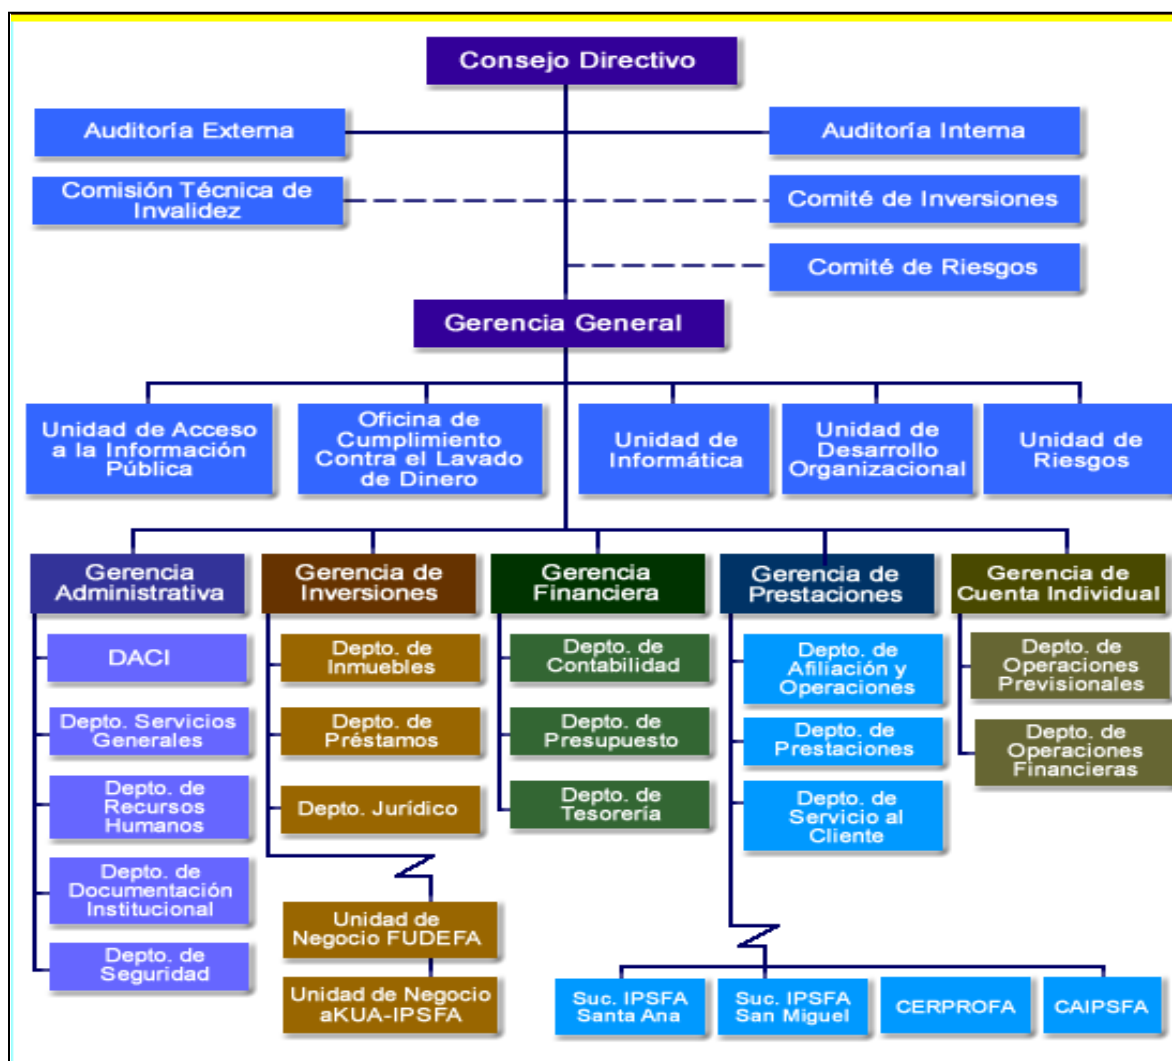 Consejo Directivo
Auditoría Externa
Auditoría Interna
Comisión Técnica de
Invalidez
Comité de Inversiones
Comité de Riesgos
Gerencia General
Unidad de Acceso
a la Información
Pública
Oficina de
Cumplimiento
Contra el Lavado
de Dinero
Unidad de
Informática
Unidad de
Desarrollo
Organizacional
Unidad de
Riesgos
Gerencia
Administrativa
DACI
Depto. Servicios
Generales
Depto. de
Recursos
Humanos
Depto. de
Documentación
Institucional
Depto. de
Seguridad
Gerencia de
Inversiones
Depto. de
Inmuebles
Depto. de
Préstamos
Depto. Jurídico
Unidad de
Negocio FUDEFA
Unidad de Negocio
aKUA-IPSFA
Gerencia
Financiera
Depto. de
Contabilidad
Depto. de
Presupuesto
Depto. de
Tesorería
Gerencia de
Prestaciones
Depto. de
Afiliación y
Operaciones
Depto. de
Prestaciones
Depto. de
Servicio al
Cliente
Suc. IPSFA
Santa Ana
Suc. IPSFA
San Miguel
CERPROFA
CAIPSFA
Gerencia de
Cuenta Individual
Depto. de
Operaciones
Previsionales
Depto. de
Operaciones
Financieras